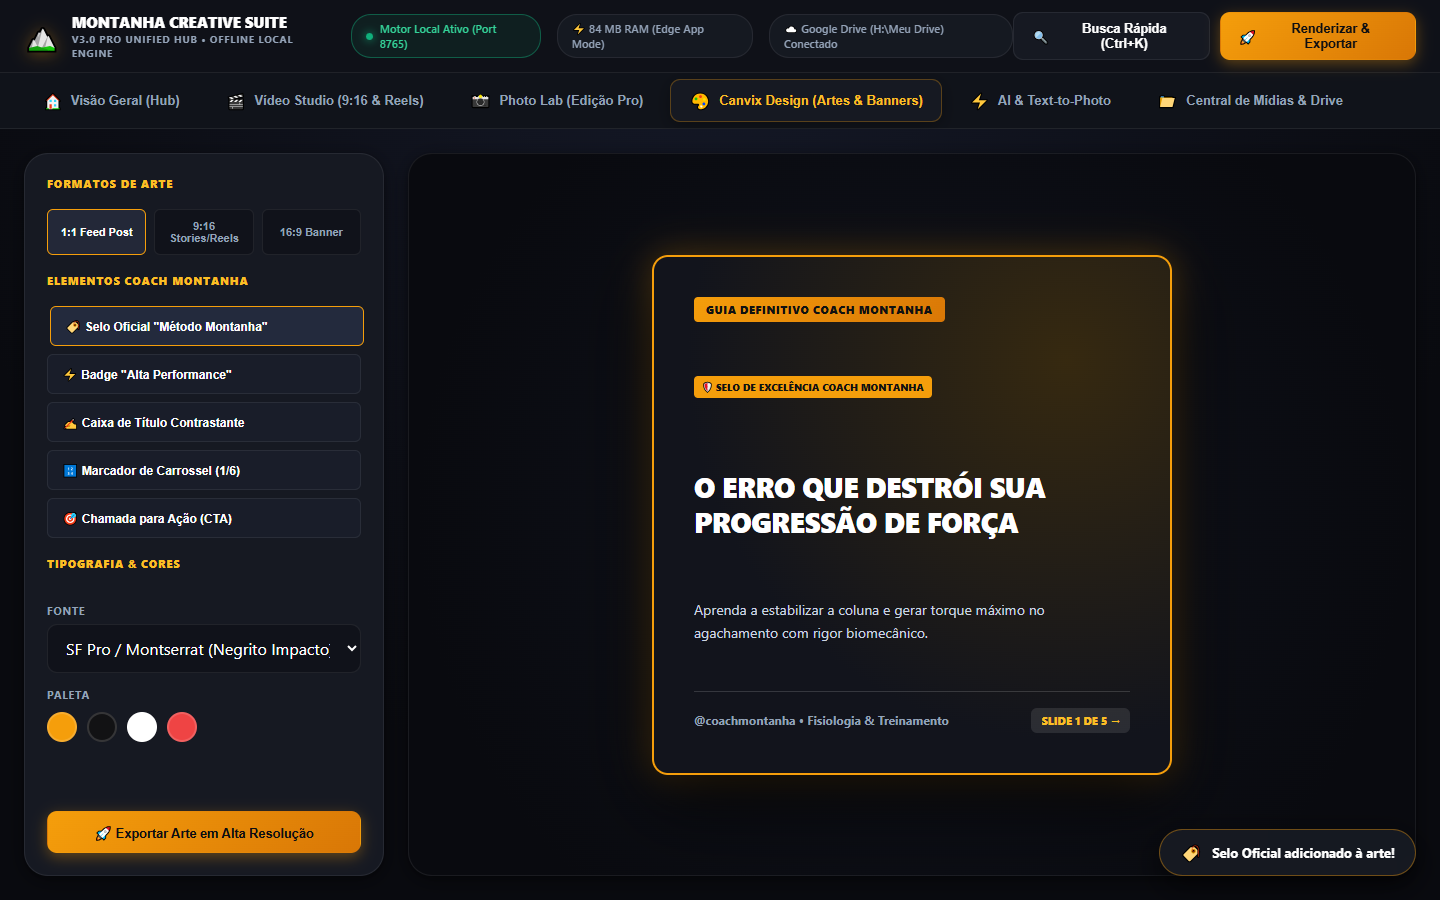 MONTANHA CREATIVE SUITE
V3.0 PRO UNIFIED HUB • OFFLINE LOCAL
ENGINE
Motor Local Ativo (Port
8765)
84 MB RAM (Edge App
Mode)
Google Drive (H:\Meu Drive)
Conectado
Busca Rápida
(Ctrl+K)
Renderizar &
Exportar
Visão Geral (Hub)
Vídeo Studio (9:16 & Reels)
Photo Lab (Edição Pro)
Canvix Design (Artes & Banners)
AI & Text-to-Photo
Central de Mídias & Drive
FORMATOS DE ARTE
1:1 Feed Post
9:16
Stories/Reels
16:9 Banner
ELEMENTOS COACH MONTANHA
Selo Oficial "Método Montanha"
Badge "Alta Performance"
Caixa de Título Contrastante
Marcador de Carrossel (1/6)
Chamada para Ação (CTA)
TIPOGRAFIA & CORES
FONTE
SF Pro / Montserrat (Negrito Impacto)
PALETA
Exportar Arte em Alta Resolução
GUIA DEFINITIVO COACH MONTANHA
SELO DE EXCELÊNCIA COACH MONTANHA
O ERRO QUE DESTRÓI SUA
PROGRESSÃO DE FORÇA
Aprenda a estabilizar a coluna e gerar torque máximo no
agachamento com rigor biomecânico.
@coachmontanha • Fisiologia & Treinamento
SLIDE 1 DE 5 →
Selo Oficial adicionado à arte!